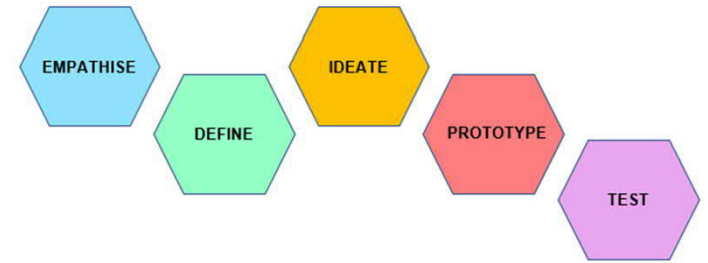 EMPATHISE
DEFINE
IDEATE
PROTOTYPE
TEST